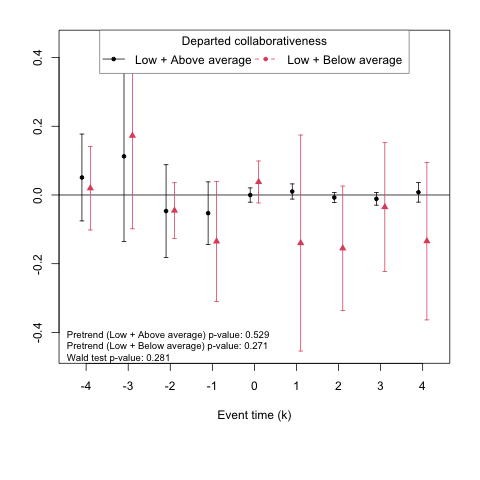 Departed collaborativeness
Low + Above average Low + Below average
0.4
0.2
0.0
-0.2
-0.4
Pretrend (Low + Above average) p-value: 0.529
Pretrend (Low + Below average) p-value: 0.271
Wald test p-value: 0.281
-4 -3 -2 -1 0 1 2 3 4
Event time (k)